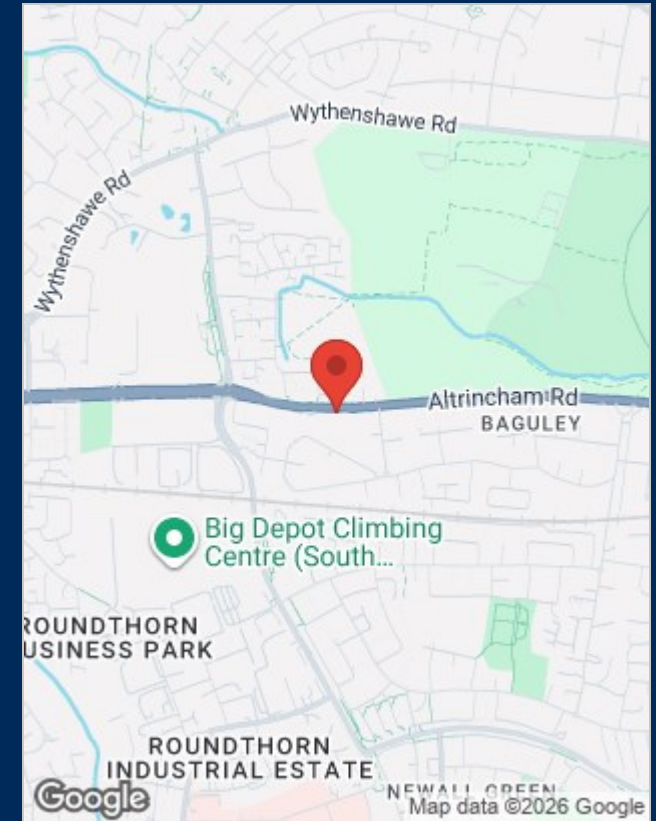 Wythenshawe Rd
Wythenshawe Rd
Altrincham Rd
BAGULEY
Big Depot Climbing
Centre (South...
ROUNDTHORN
USINESS PARK
ROUNDTHORN
INDUSTRIAL ESTATE
NEWALL GREEN
Google
Map data ©2026 Google